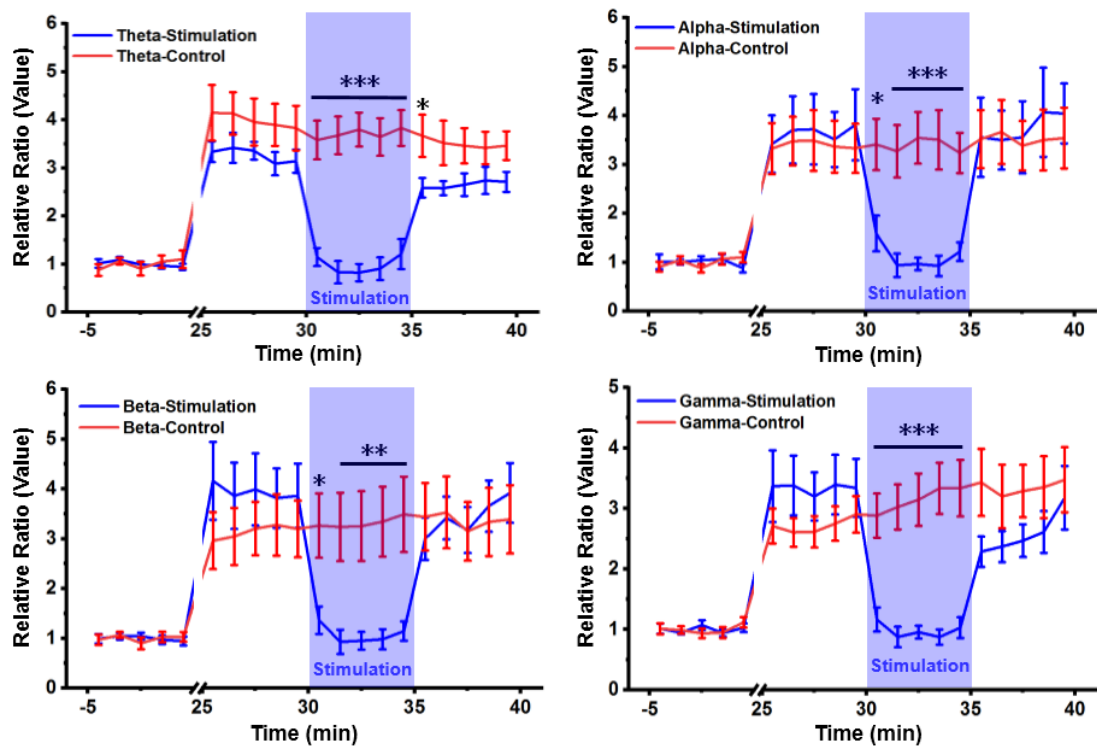 Theta-Stimulation
Theta-Control
***
*
Stimulation
Relative Ratio (Value)
6
5
4
3
2
1
0
-5 25 30 35 40
Time (min)
Alpha-Stimulation
Alpha-Control
*
***
Stimulation
Relative Ratio (Value)
6
5
4
3
2
1
0
-5 25 30 35 40
Time (min)
Beta-Stimulation
Beta-Control
*
**
Stimulation
Relative Ratio (Value)
6
5
4
3
2
1
0
-5 25 30 35 40
Time (min)
Gamma-Stimulation
Gamma-Control
***
Stimulation
Relative Ratio (Value)
5
4
3
2
1
0
-5 25 30 35 40
Time (min)